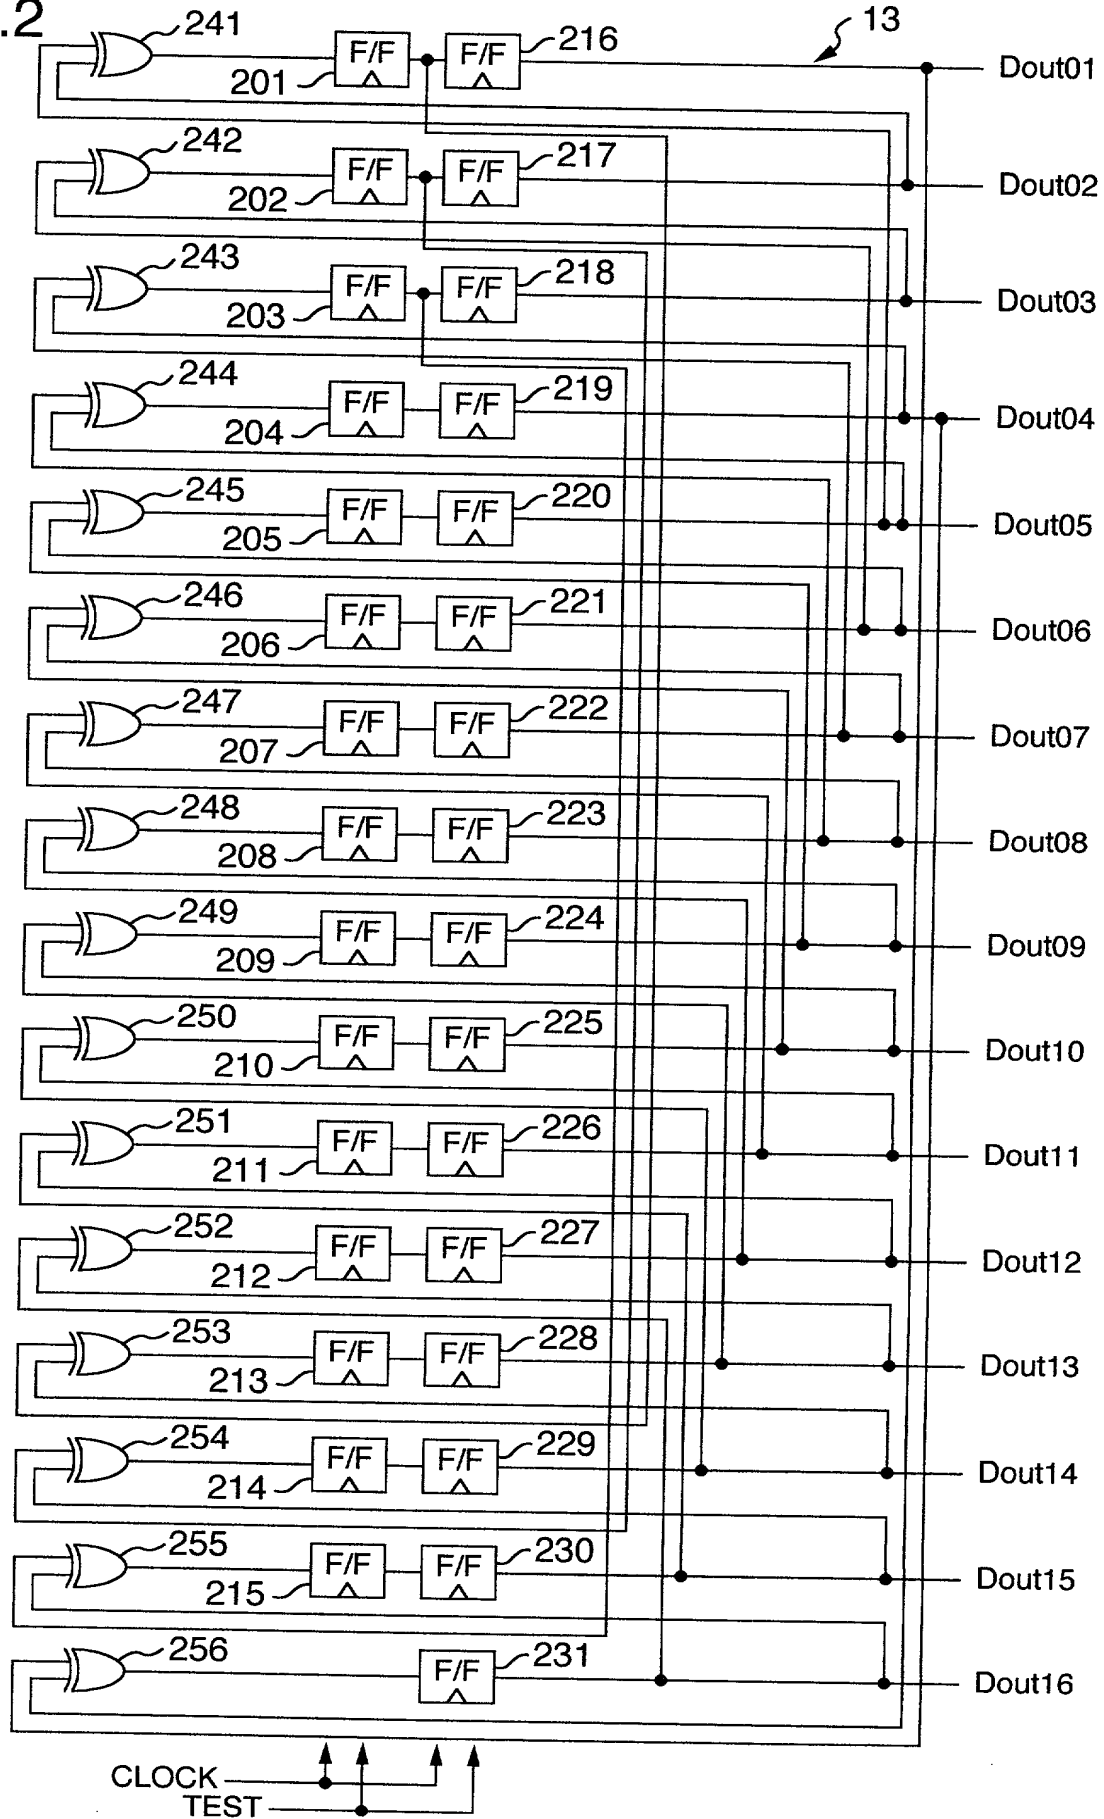 .2
241 F/F F/F 216 13
201 Dout01
242 F/F F/F 217
202 Dout02
243 F/F F/F 218
203 Dout03
244 F/F F/F 219
204 Dout04
245 F/F F/F 220
205 Dout05
246 F/F F/F 221
206 Dout06
247 F/F F/F 222
207 Dout07
248 F/F F/F 223
208 Dout08
249 F/F F/F 224
209 Dout09
250 F/F F/F 225
210 Dout10
251 F/F F/F 226
211 Dout11
252 F/F F/F 227
212 Dout12
253 F/F F/F 228
213 Dout13
254 F/F F/F 229
214 Dout14
255 F/F F/F 230
215 Dout15
256 F/F 231
Dout16
CLOCK
TEST